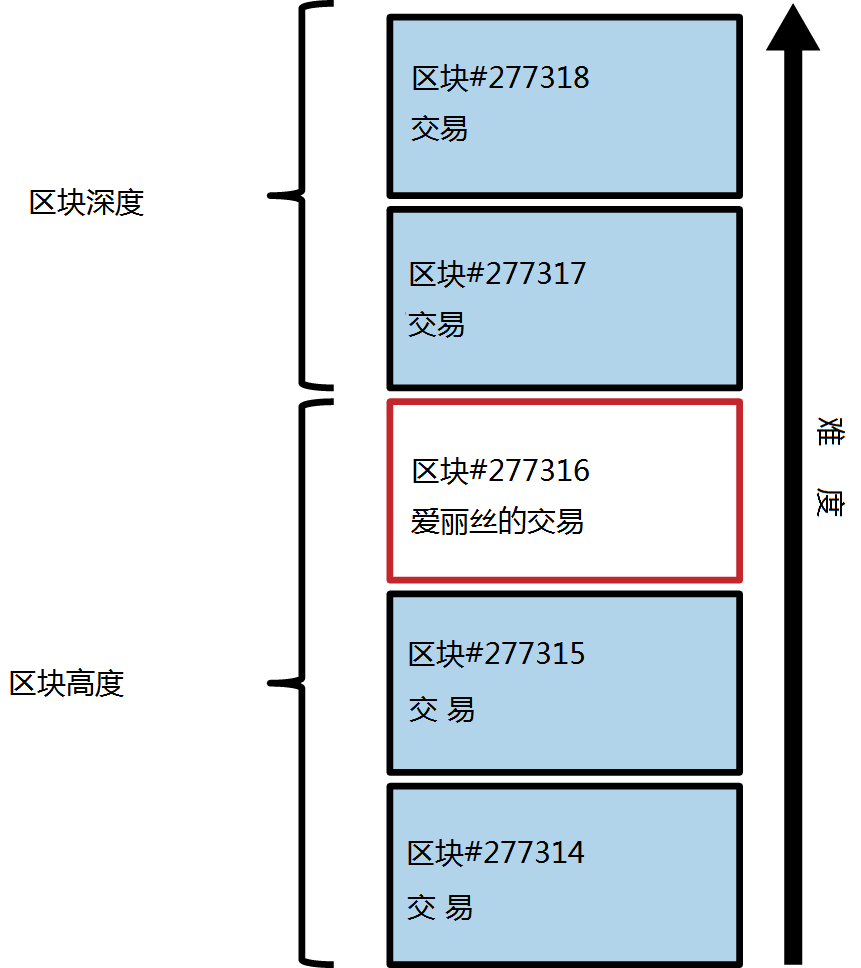 区块#277318
交易
区块深度
区块#277317
交易
难 度
区块#277316
爱丽丝的交易
区块高度
区块#277315
交 易
区块#277314
交 易